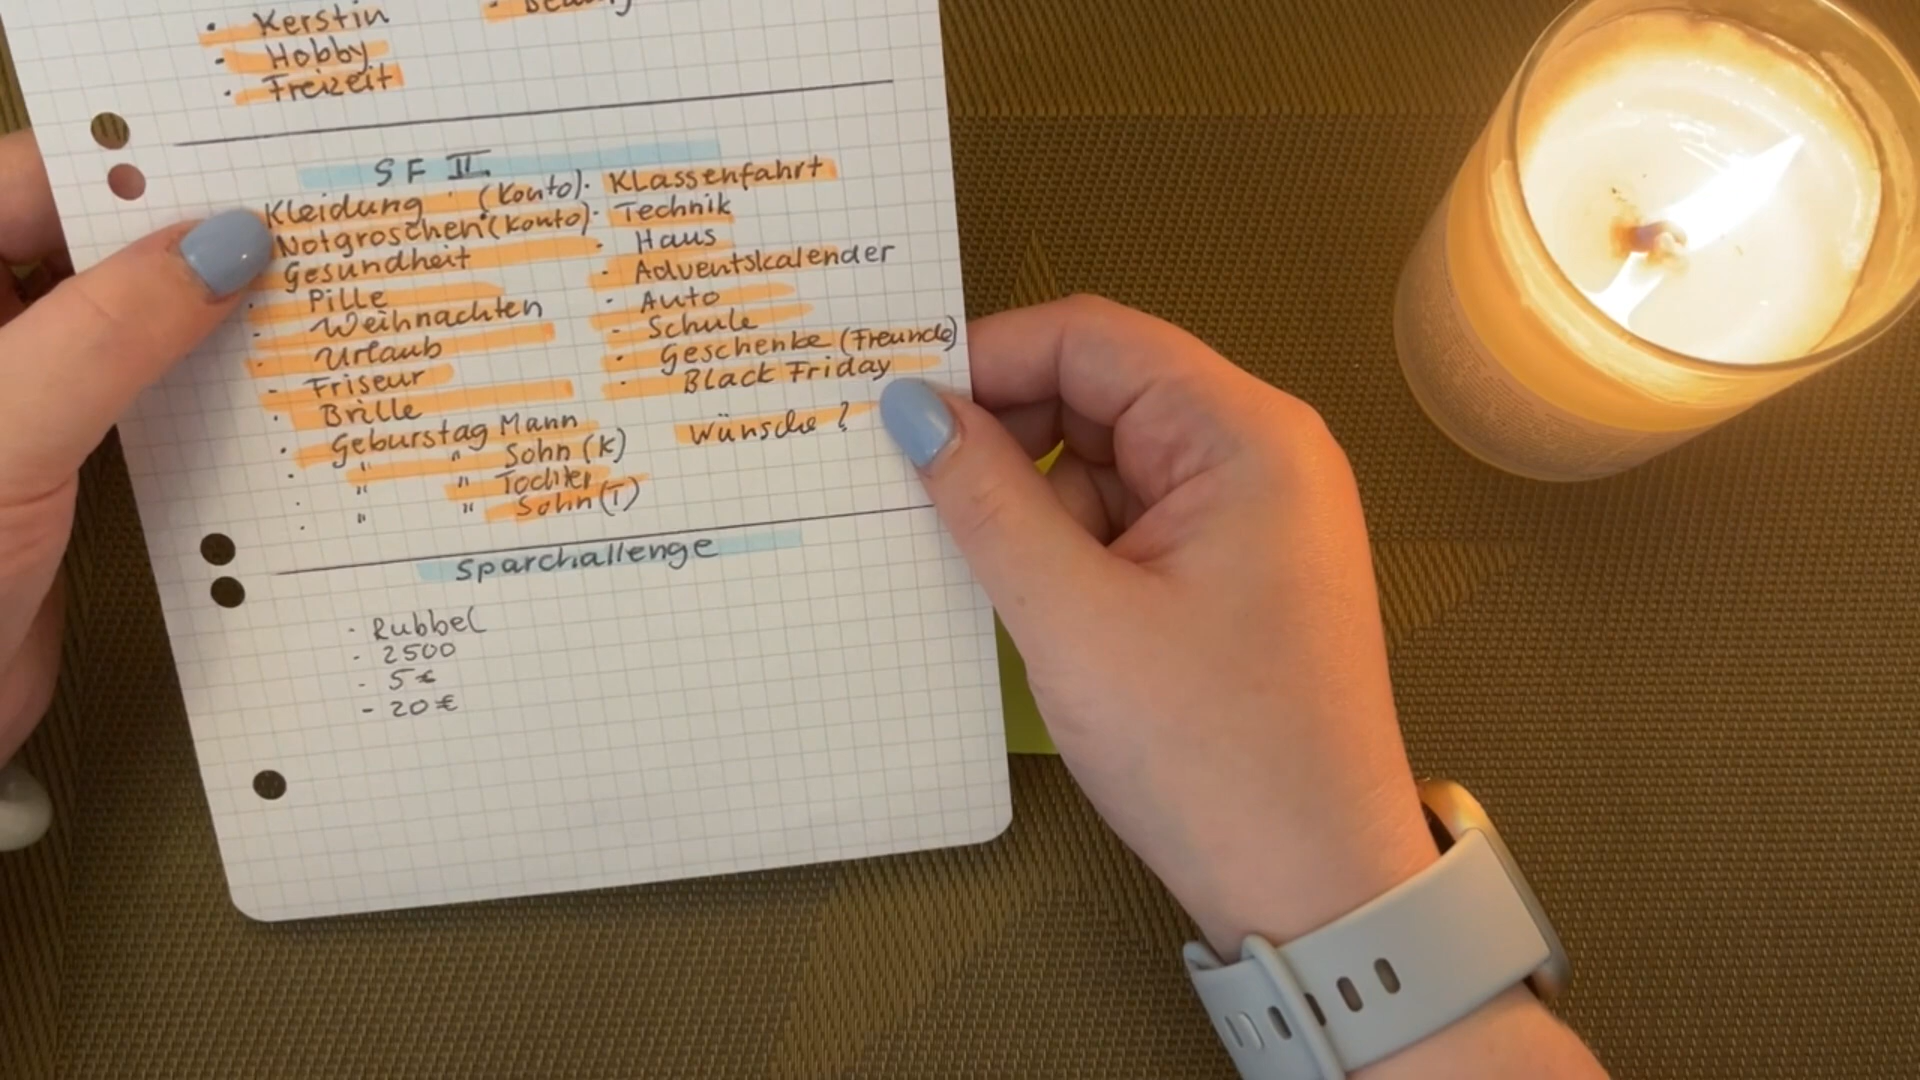 Kerstin
Hobby
Freizeit
SF II
Kleidung (Konto)
Notgroschen (Konto)
Gesundheit
Pille
Weihnachten
Urlaub
Friseur
Brille
Geburstag Mann
" " Sohn (K)
" " Tochter
" " Sohn (T)
Klassenfahrt
Technik
Haus
Adventskalender
Auto
Schule
Geschenke (Freunde)
Black Friday
Wünsche?
Sparchallenge
- Rubbel
- 2500
- 5€
- 20€